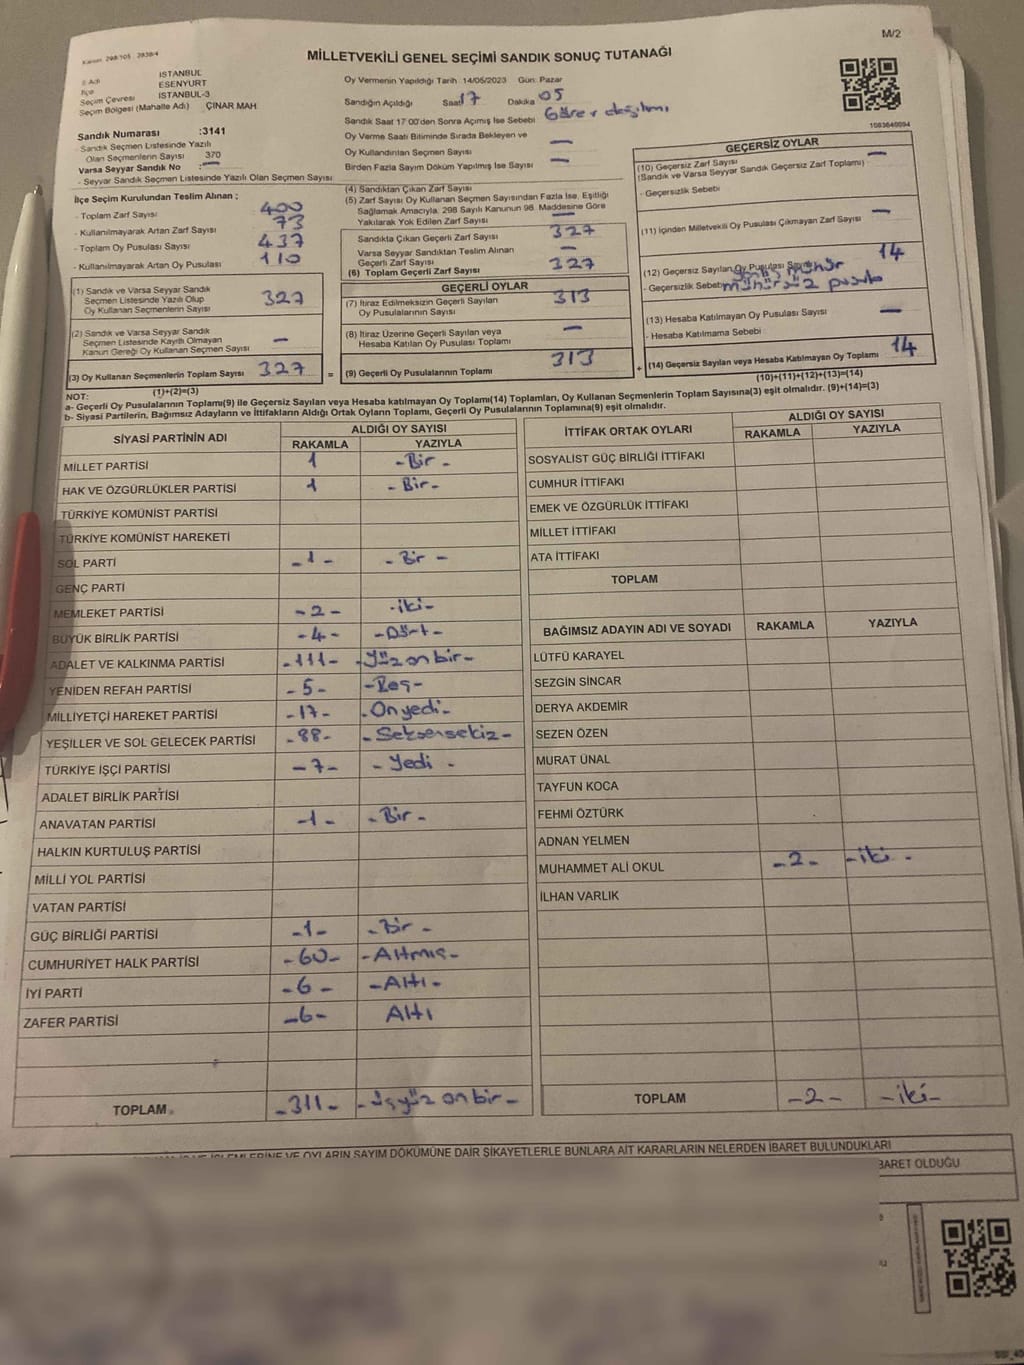 Kanun 298/105 2839/4
M/2
MİLLETVEKİLİ GENEL SEÇİMİ SANDIK SONUÇ TUTANAĞI
İl Adı İSTANBUL
İlçe ESENYURT
Seçim Çevresi İSTANBUL-3
Seçim Bölgesi (Mahalle Adı) ÇINAR MAH
Sandık Numarası :3141
- Sandık Seçmen Listesinde Yazılı
Olan Seçmenlerin Sayısı 370
Varsa Seyyar Sandık No : —
- Seyyar Sandık Seçmen Listesinde Yazılı Olan Seçmen Sayısı
Oy Vermenin Yapıldığı Tarih 14/05/2023 Gün: Pazar
Sandığın Açıldığı Saat 17 Dakika 05
Sandık Saat 17:00'den Sonra Açılmış İse Sebebi Görev dağılımı
Oy Verme Saati Bitiminde Sırada Bekleyen ve
Oy Kullandırılan Seçmen Sayısı —
Birden Fazla Sayım Döküm Yapılmış İse Sayısı —
1083640094
İlçe Seçim Kurulundan Teslim Alınan ;
- Toplam Zarf Sayısı 400
- Kullanılmayarak Artan Zarf Sayısı 73
- Toplam Oy Pusulası Sayısı 437
- Kullanılmayarak Artan Oy Pusulası 110
(1) Sandık ve Varsa Seyyar Sandık
Seçmen Listesinde Yazılı Olup
Oy Kullanan Seçmenlerin Sayısı 327
(2) Sandık ve Varsa Seyyar Sandık
Seçmen Listesinde Kayıtlı Olmayan
Kanun Gereği Oy Kullanan Seçmen Sayısı —
(3) Oy Kullanan Seçmenlerin Toplam Sayısı 327
(1)+(2)=(3)
(4) Sandıktan Çıkan Zarf Sayısı
(5) Zarf Sayısı Oy Kullanan Seçmen Sayısından Fazla İse, Eşitliği
Sağlamak Amacıyla, 298 Sayılı Kanunun 98. Maddesine Göre
Yakılarak Yok Edilen Zarf Sayısı —
Sandıkta Çıkan Geçerli Zarf Sayısı 327
Varsa Seyyar Sandıktan Teslim Alınan
Geçerli Zarf Sayısı —
(6) Toplam Geçerli Zarf Sayısı 327
GEÇERLİ OYLAR
(7) İtiraz Edilmeksizin Geçerli Sayılan
Oy Pusulalarının Sayısı 313
(8) İtiraz Üzerine Geçerli Sayılan veya
Hesaba Katılan Oy Pusulası Toplamı —
= (9) Geçerli Oy Pusulalarının Toplamı 313
GEÇERSİZ OYLAR
(10) Geçersiz Zarf Sayısı —
(Sandık ve Varsa Seyyar Sandık Geçersiz Zarf Toplamı)
- Geçersizlik Sebebi
(11) İçinden Milletvekili Oy Pusulası Çıkmayan Zarf Sayısı —
(12) Geçersiz Sayılan Oy Pusulası Sayısı 14
- Geçersizlik Sebebi mühür
mühürsüz pusula
(13) Hesaba Katılmayan Oy Pusulası Sayısı —
- Hesaba Katılmama Sebebi
+ (14) Geçersiz Sayılan veya Hesaba Katılmayan Oy Toplamı 14
(10)+(11)+(12)+(13)=(14)
NOT:
a- Geçerli Oy Pusulalarının Toplamı(9) ile Geçersiz Sayılan veya Hesaba katılmayan Oy Toplamı(14) Toplamları, Oy Kullanan Seçmenlerin Toplam Sayısına(3) eşit olmalıdır. (9)+(14)=(3)
b- Siyasi Partilerin, Bağımsız Adayların ve İttifakların Aldığı Ortak Oyların Toplamı, Geçerli Oy Pusulalarının Toplamına(9) eşit olmalıdır.
SİYASİ PARTİNİN ADI ALDIĞI OY SAYISI
RAKAMLA YAZIYLA
MİLLET PARTİSİ 1 -Bir-
HAK VE ÖZGÜRLÜKLER PARTİSİ 1 -Bir-
TÜRKİYE KOMÜNİST PARTİSİ
TÜRKİYE KOMÜNİST HAREKETİ
SOL PARTİ -1- -Bir-
GENÇ PARTİ
MEMLEKET PARTİSİ -2- -iki-
BÜYÜK BİRLİK PARTİSİ -4- -Dört-
ADALET VE KALKINMA PARTİSİ -111- -Yüz on bir-
YENİDEN REFAH PARTİSİ -5- -Beş-
MİLLİYETÇİ HAREKET PARTİSİ -17- -Onyedi-
YEŞİLLER VE SOL GELECEK PARTİSİ -88- -Seksensekiz-
TÜRKİYE İŞÇİ PARTİSİ -7- -Yedi-
ADALET BİRLİK PARTİSİ
ANAVATAN PARTİSİ -1- -Bir-
HALKIN KURTULUŞ PARTİSİ
MİLLİ YOL PARTİSİ
VATAN PARTİSİ
GÜÇ BİRLİĞİ PARTİSİ -1- -Bir-
CUMHURİYET HALK PARTİSİ -60- -Altmış-
İYİ PARTİ -6- -Altı-
ZAFER PARTİSİ -6- Altı
TOPLAM -311- -üçyüz on bir-
İTTİFAK ORTAK OYLARI ALDIĞI OY SAYISI
RAKAMLA YAZIYLA
SOSYALİST GÜÇ BİRLİĞİ İTTİFAKI
CUMHUR İTTİFAKI
EMEK VE ÖZGÜRLÜK İTTİFAKI
MİLLET İTTİFAKI
ATA İTTİFAKI
TOPLAM
BAĞIMSIZ ADAYIN ADI VE SOYADI RAKAMLA YAZIYLA
LÜTFÜ KARAYEL
SEZGİN SİNCAR
DERYA AKDEMİR
SEZEN ÖZEN
MURAT ÜNAL
TAYFUN KOCA
FEHMİ ÖZTÜRK
ADNAN YELMEN
MUHAMMET ALİ OKUL -2- -iki-
İLHAN VARLIK
TOPLAM -2- -iki-
İŞLEMLERİNE VE OYLARIN SAYIM DÖKÜMÜNE DAİR ŞİKAYETLERLE BUNLARA AİT KARARLARIN NELERDEN İBARET BULUNDUKLARI
BARET OLDUĞU